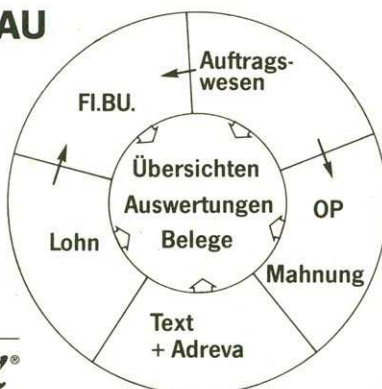 AU
Auftrags-
wesen
FI.BU.
Übersichten
Auswertungen
Belege
OP
Lohn
Mahnung
Text
+ Adreva
®